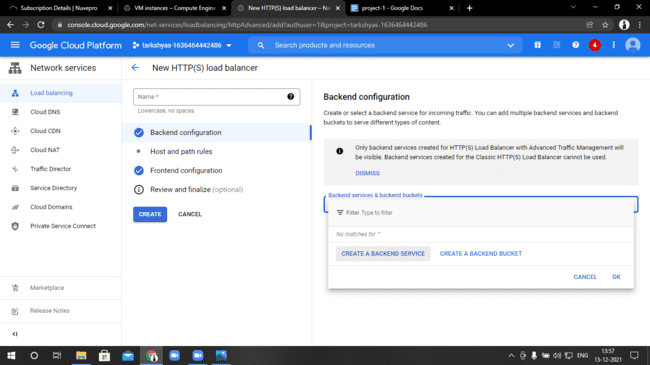 Subscription Details | Nuvepro
VM instances – Compute Engine
New HTTP(S) load balancer – Ne
project-1 - Google Docs
console.cloud.google.com/net-services/loadbalancing/httpAdvanced/add?authuser=1&project=tarkshyas-1636464442486
Google Cloud Platform
tarkshyas-1636464442486
Search products and resources
4
Network services
New HTTP(S) load balancer
Load balancing
Cloud DNS
Cloud CDN
Cloud NAT
Traffic Director
Service Directory
Cloud Domains
Private Service Connect
Marketplace
Release Notes
Name *
Lowercase, no spaces.
Backend configuration
Host and path rules
Frontend configuration
Review and finalize (optional)
CREATE
CANCEL
Backend configuration
Create or select a backend service for incoming traffic. You can add multiple backend services and backend
buckets to serve different types of content.
Only backend services created for HTTP(S) Load Balancer with Advanced Traffic Management will
be visible. Backend services created for the Classic HTTP(S) Load Balancer cannot be used.
DISMISS
Backend services & backend buckets
Filter Type to filter
No matches for ""
CREATE A BACKEND SERVICE
CREATE A BACKEND BUCKET
CANCEL
OK
ENG
13:57
13-12-2021